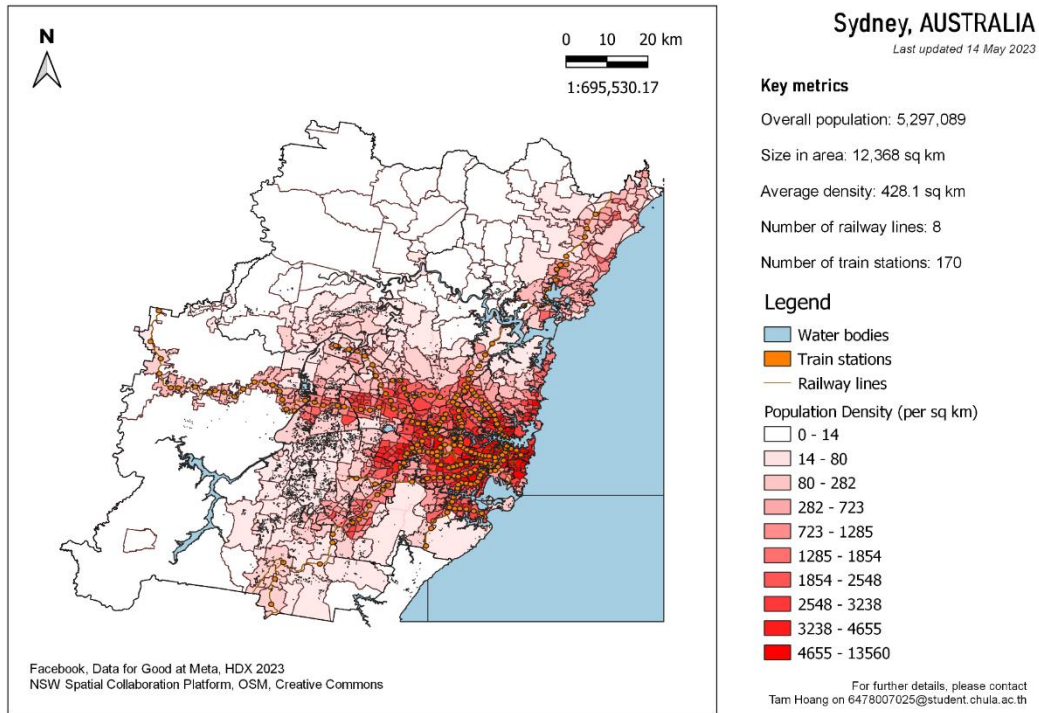 N
0 10 20 km
1:695,530.17
Facebook, Data for Good at Meta, HDX 2023
NSW Spatial Collaboration Platform, OSM, Creative Commons
Sydney, AUSTRALIA
Last updated 14 May 2023
Key metrics
Overall population: 5,297,089
Size in area: 12,368 sq km
Average density: 428.1 sq km
Number of railway lines: 8
Number of train stations: 170
Legend
Water bodies
Train stations
Railway lines
Population Density (per sq km)
0 - 14
14 - 80
80 - 282
282 - 723
723 - 1285
1285 - 1854
1854 - 2548
2548 - 3238
3238 - 4655
4655 - 13560
For further details, please contact
Tam Hoang on 6478007025@student.chula.ac.th